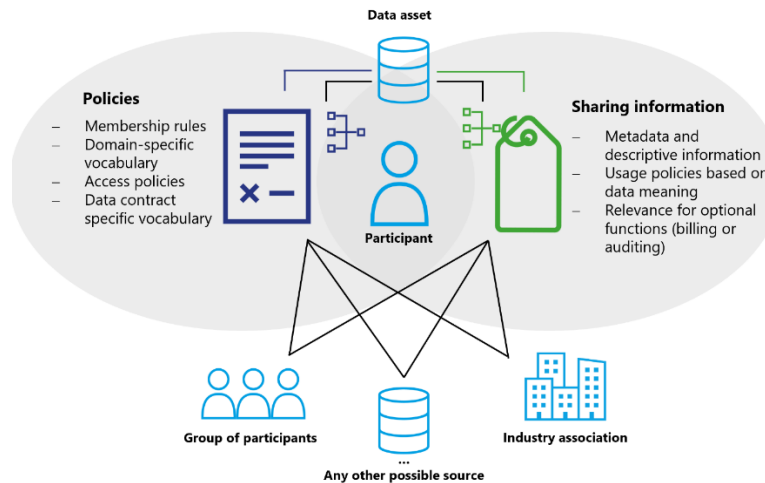 Data asset
Policies
– Membership rules
– Domain-specific
vocabulary
– Access policies
– Data contract
specific vocabulary
Sharing information
– Metadata and
descriptive information
– Usage policies based on
data meaning
– Relevance for optional
functions (billing or
auditing)
Participant
Group of participants
...
Any other possible source
Industry association